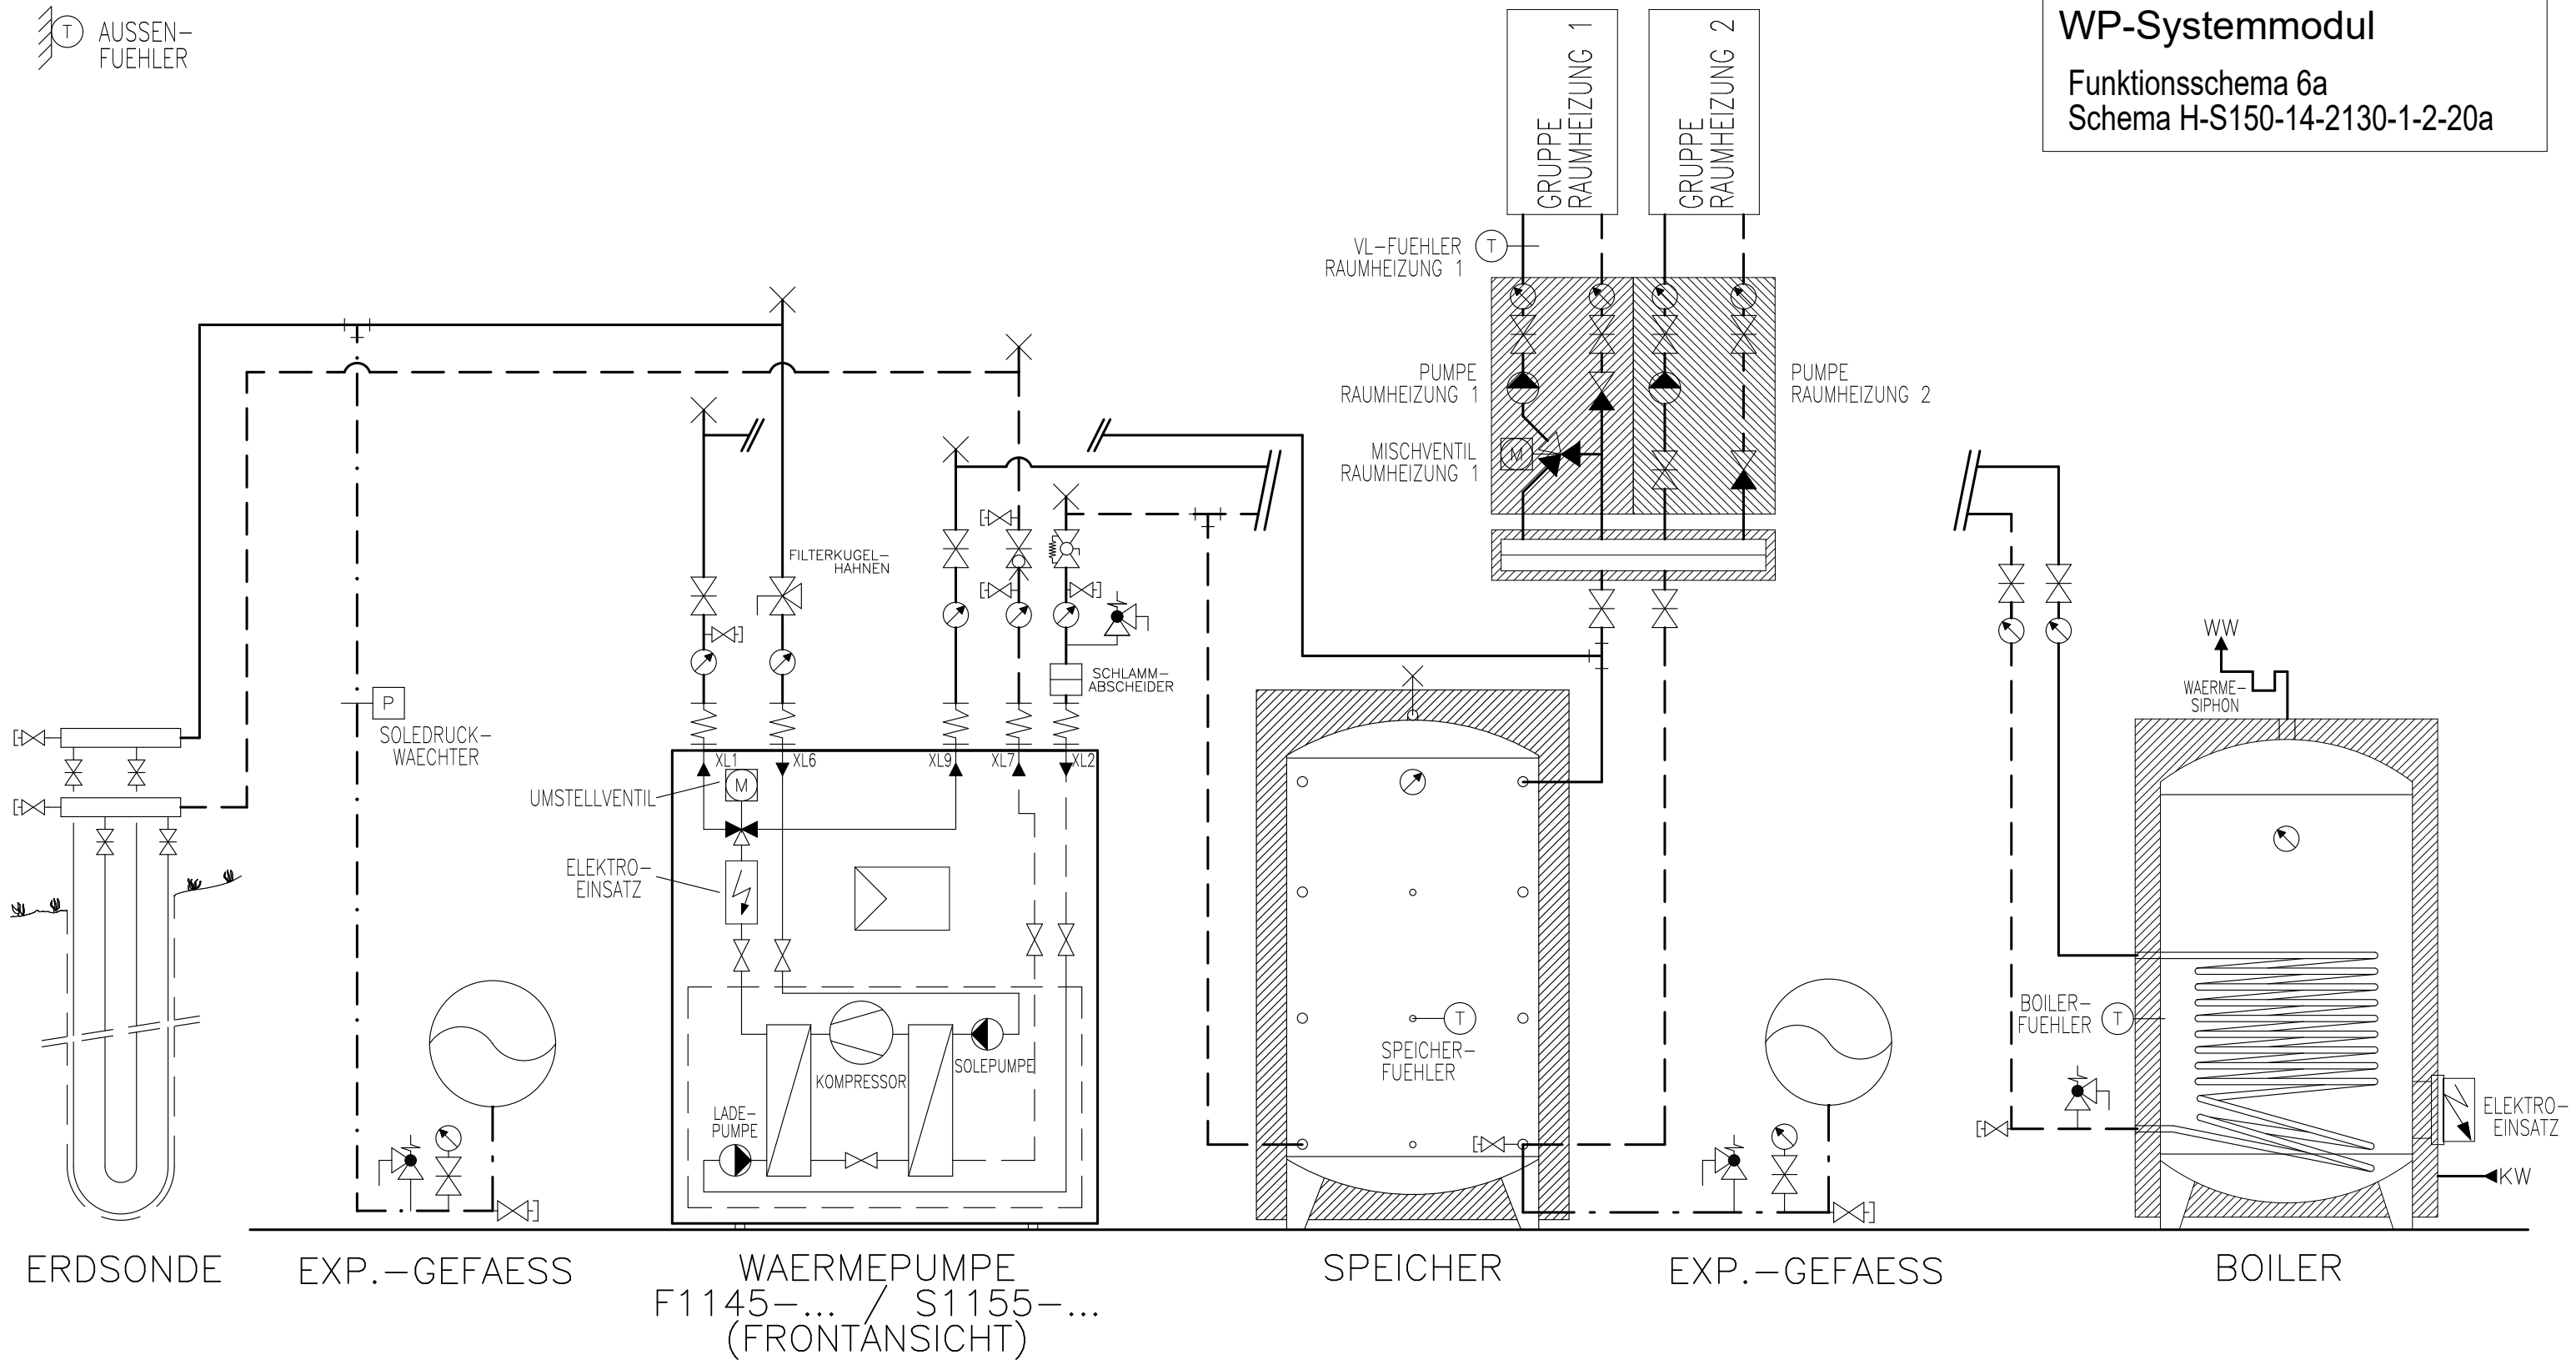 AUSSEN-
FUEHLER
T
WP-Systemmodul
Funktionsschema 6a
Schema H-S150-14-2130-1-2-20a
GRUPPE
RAUMHEIZUNG 1
GRUPPE
RAUMHEIZUNG 2
VL-FUEHLER
RAUMHEIZUNG 1
T
PUMPE
RAUMHEIZUNG 1
PUMPE
RAUMHEIZUNG 2
MISCHVENTIL
RAUMHEIZUNG 1
M
FILTERKUGEL-
HAHNEN
SCHLAMM-
ABSCHEIDER
P
SOLEDRUCK-
WAECHTER
WW
WAERME-
SIPHON
XL1
XL6
XL9
XL7
XL2
M
UMSTELLVENTIL
ELEKTRO-
EINSATZ
KOMPRESSOR
SOLEPUMPE
LADE-
PUMPE
T
SPEICHER-
FUEHLER
BOILER-
FUEHLER
T
ELEKTRO-
EINSATZ
KW
ERDSONDE
EXP.-GEFAESS
WAERMEPUMPE
F1145-... / S1155-...
(FRONTANSICHT)
SPEICHER
EXP.-GEFAESS
BOILER